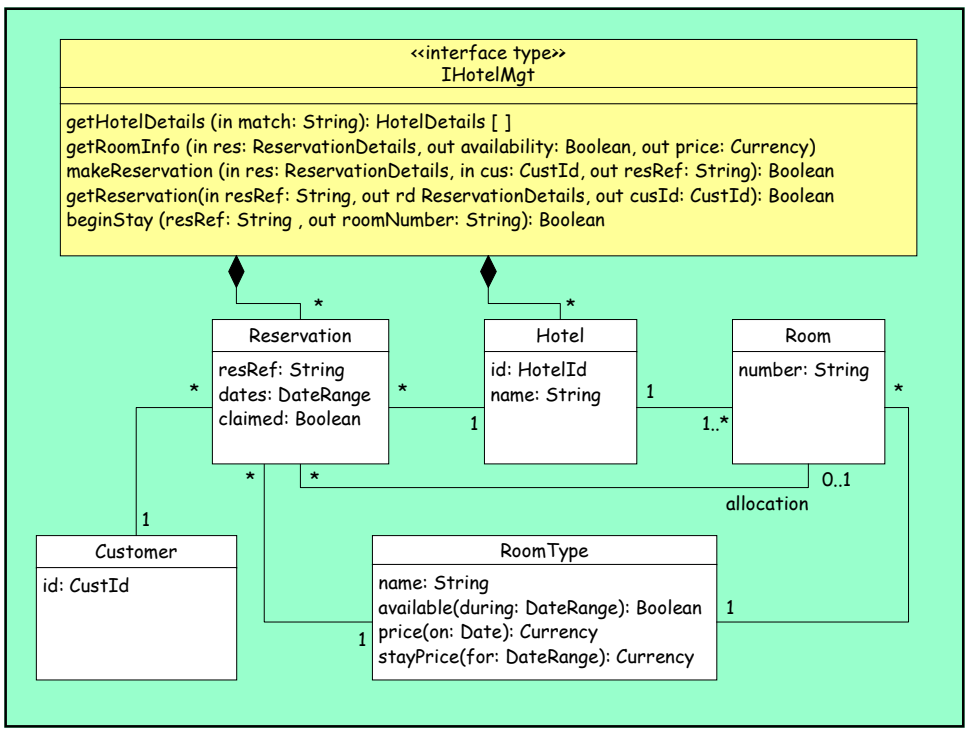 <<interface type>>
IHotelMgt
getHotelDetails (in match: String): HotelDetails [ ]
getRoomInfo (in res: ReservationDetails, out availability: Boolean, out price: Currency)
makeReservation (in res: ReservationDetails, in cus: CustId, out resRef: String): Boolean
getReservation(in resRef: String, out rd ReservationDetails, out cusId: CustId): Boolean
beginStay (resRef: String , out roomNumber: String): Boolean
*
*
Reservation
resRef: String
dates: DateRange
claimed: Boolean
Hotel
id: HotelId
name: String
Room
number: String
*
*
1
1
1..*
*
*
*
0..1
allocation
1
Customer
id: CustId
RoomType
name: String
available(during: DateRange): Boolean
price(on: Date): Currency
stayPrice(for: DateRange): Currency
1
1